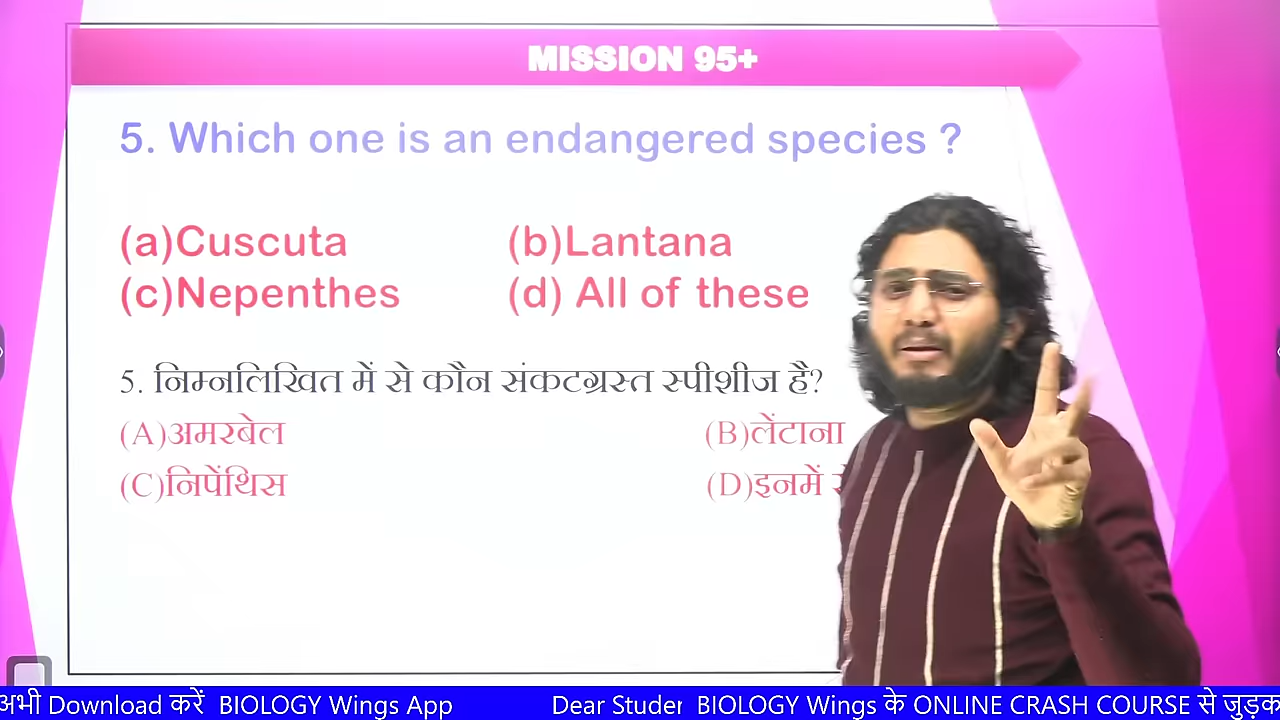 MISSION 95+
5. Which one is an endangered species ?
(a)Cuscuta (b)Lantana
(c)Nepenthes (d) All of these
5. निम्नलिखित में से कौन संकटग्रस्त स्पीशीज है?
(A)अमरबेल (B)लेंटाना
(C)निपेंथिस (D)इनमें
अभी Download करें BIOLOGY Wings App Dear Studer BIOLOGY Wings के ONLINE CRASH COURSE से जुड़क